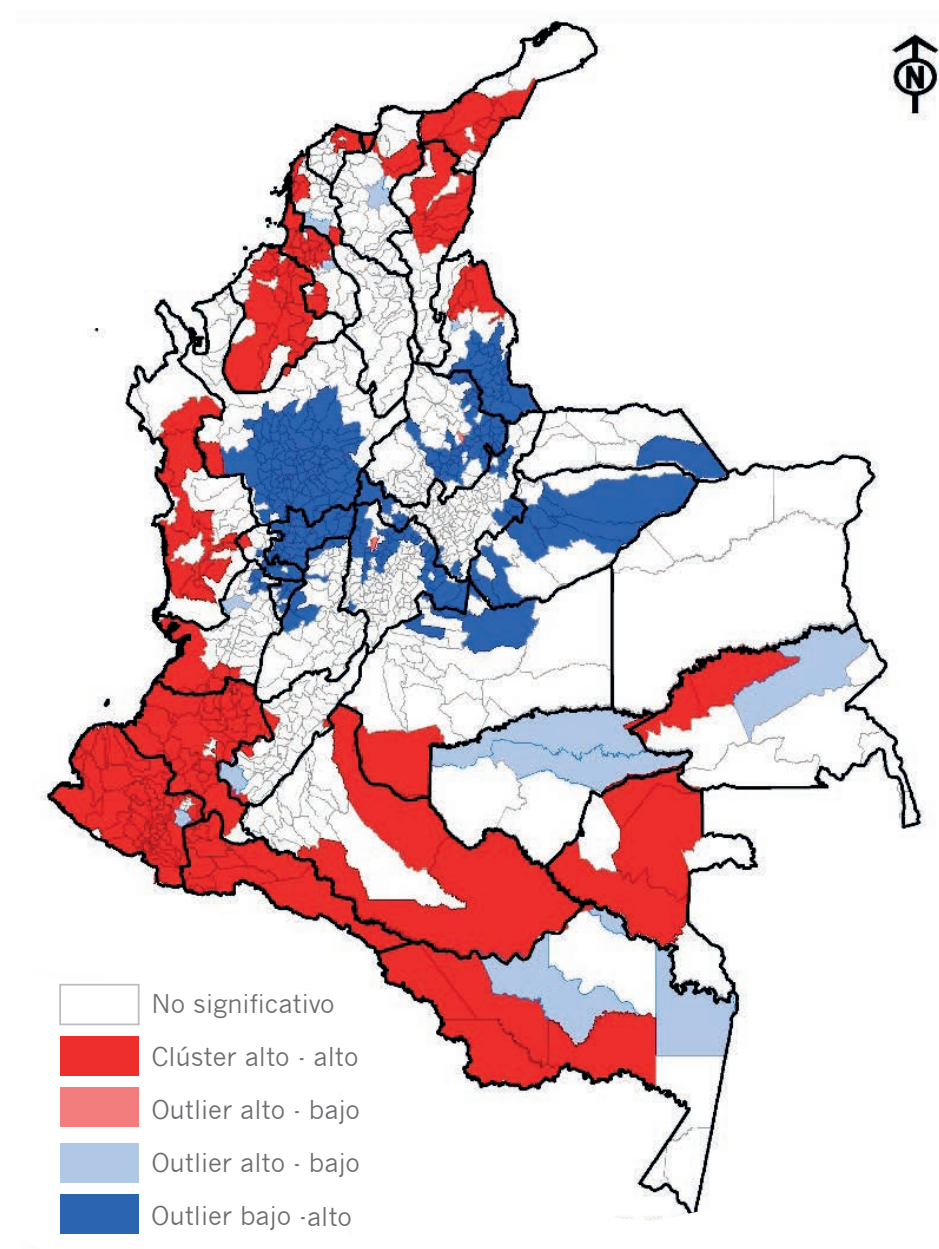 N
No significativo
Clúster alto - alto
Outlier alto - bajo
Outlier alto - bajo
Outlier bajo -alto